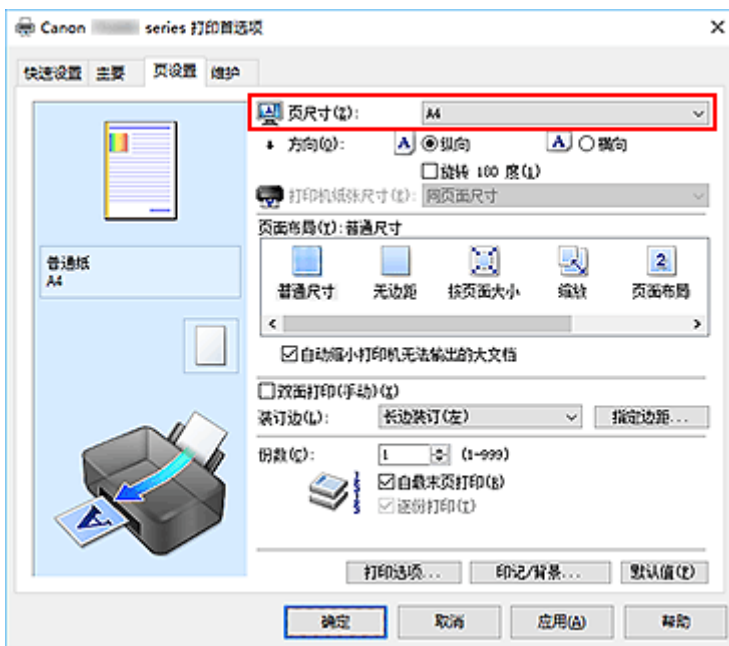 Canon series 打印首选项
快速设置 主要 页设置 维护
页尺寸(Z): A4
方向(O): A 纵向 A 横向
旋转 180 度(1)
打印机纸张尺寸(E): 同页面尺寸
页面布局(Y):普通尺寸
普通尺寸 无边距 按页面大小 缩放 页面布局
普通纸
A4
自动缩小打印机无法输出的大文档
双面打印(手动)(X)
装订边(L): 长边装订(左) 指定边距...
份数(C): 1 (1-999)
自最末页打印(R)
逐份打印(T)
打印选项... 印记/背景... 默认值(F)
确定 取消 应用(A) 帮助